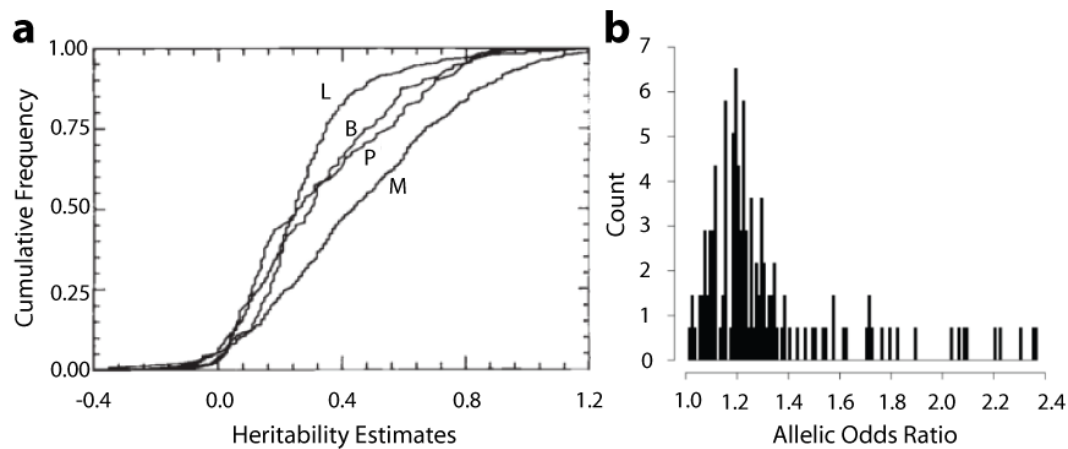 a
1.00
0.75
0.50
0.25
0.00
Cumulative Frequency
L
B
P
M
-0.4
0.0
0.4
0.8
1.2
Heritability Estimates
b
7
6
5
4
3
2
1
0
Count
1.0
1.2
1.4
1.6
1.8
2.0
2.2
2.4
Allelic Odds Ratio